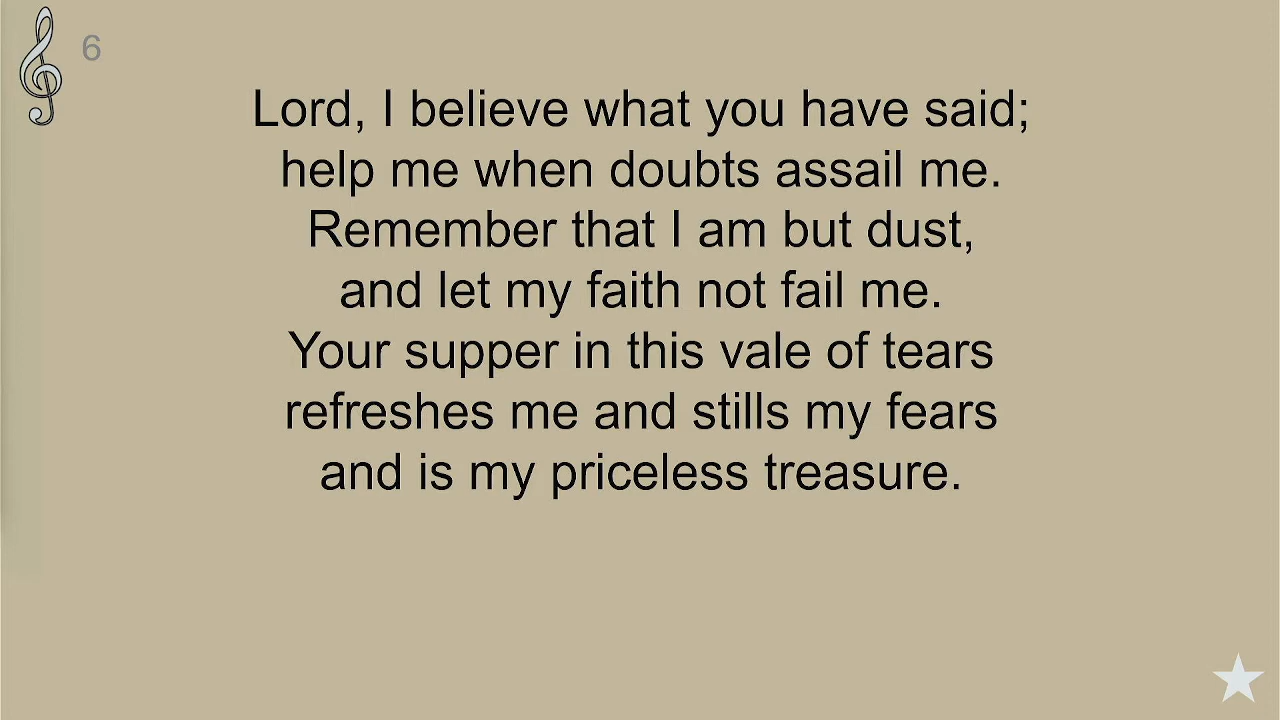 6
Lord, I believe what you have said;
help me when doubts assail me.
Remember that I am but dust,
and let my faith not fail me.
Your supper in this vale of tears
refreshes me and stills my fears
and is my priceless treasure.